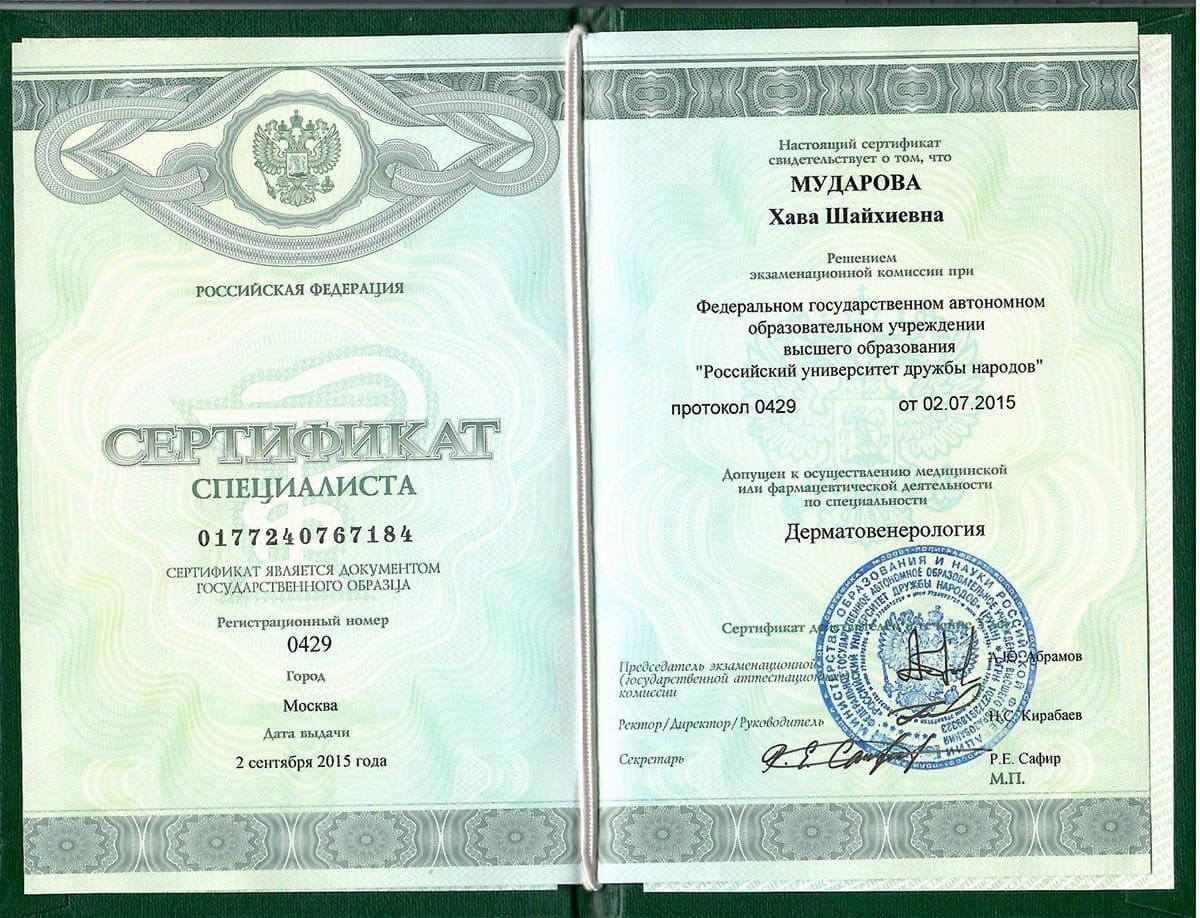 РОССИЙСКАЯ ФЕДЕРАЦИЯ
СЕРТИФИКАТ
СПЕЦИАЛИСТА
0177240767184
СЕРТИФИКАТ ЯВЛЯЕТСЯ ДОКУМЕНТОМ
ГОСУДАРСТВЕННОГО ОБРАЗЦА
Регистрационный номер
0429
Город
Москва
Дата выдачи
2 сентября 2015 года
Настоящий сертификат
свидетельствует о том, что
МУДАРОВА
Хава Шайхиевна
Решением
экзаменационной комиссии при
Федеральном государственном автономном
образовательном учреждении
высшего образования
"Российский университет дружбы народов"
протокол 0429 от 02.07.2015
Допущен к осуществлению медицинской
или фармацевтической деятельности
по специальности
Дерматовенерология
Сертификат
Председатель экзаменационной
(государственной аттестационной
комиссии
А.Ю. Абрамов
Ректор/Директор/Руководитель
Н.С. Кирабаев
Секретарь
Р.Е. Сафир
М.П.